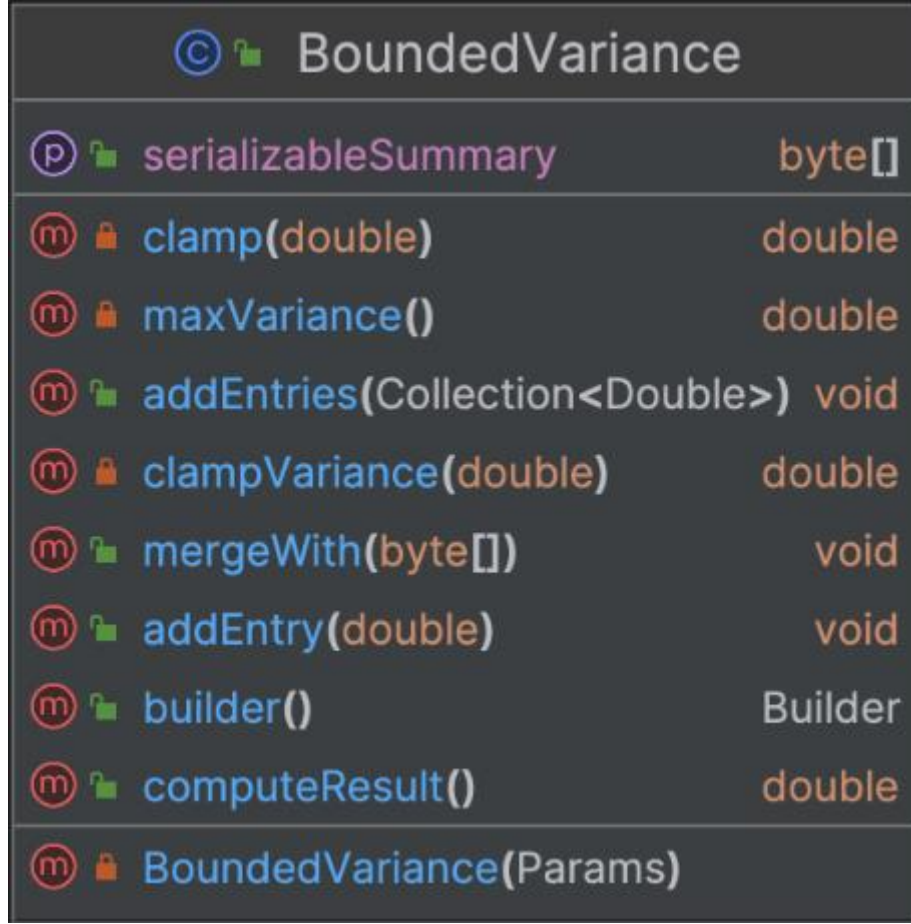 C BoundedVariance
p serializableSummary byte[]
m clamp(double) double
m maxVariance() double
m addEntries(Collection<Double>) void
m clampVariance(double) double
m mergeWith(byte[]) void
m addEntry(double) void
m builder() Builder
m computeResult() double
m BoundedVariance(Params)